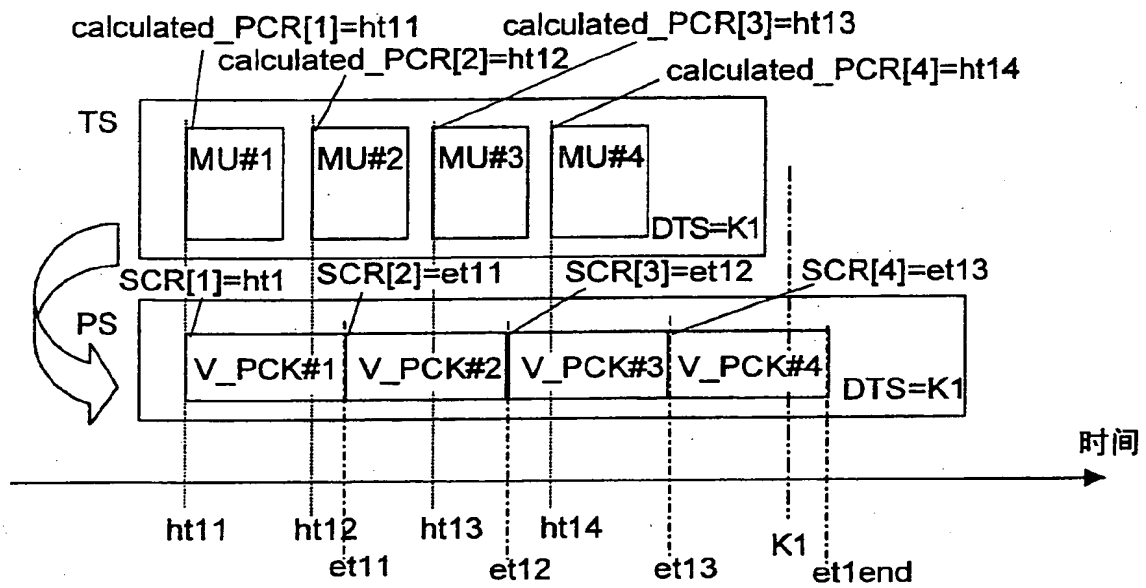 calculated_PCR[1]=ht11
calculated_PCR[3]=ht13
calculated_PCR[2]=ht12
calculated_PCR[4]=ht14
TS
MU#1
MU#2
MU#3
MU#4
DTS=K1
SCR[1]=ht1
SCR[2]=et11
SCR[3]=et12
SCR[4]=et13
PS
V_PCK#1
V_PCK#2
V_PCK#3
V_PCK#4
DTS=K1
时间
ht11
ht12
ht13
ht14
K1
et11
et12
et13
et1end